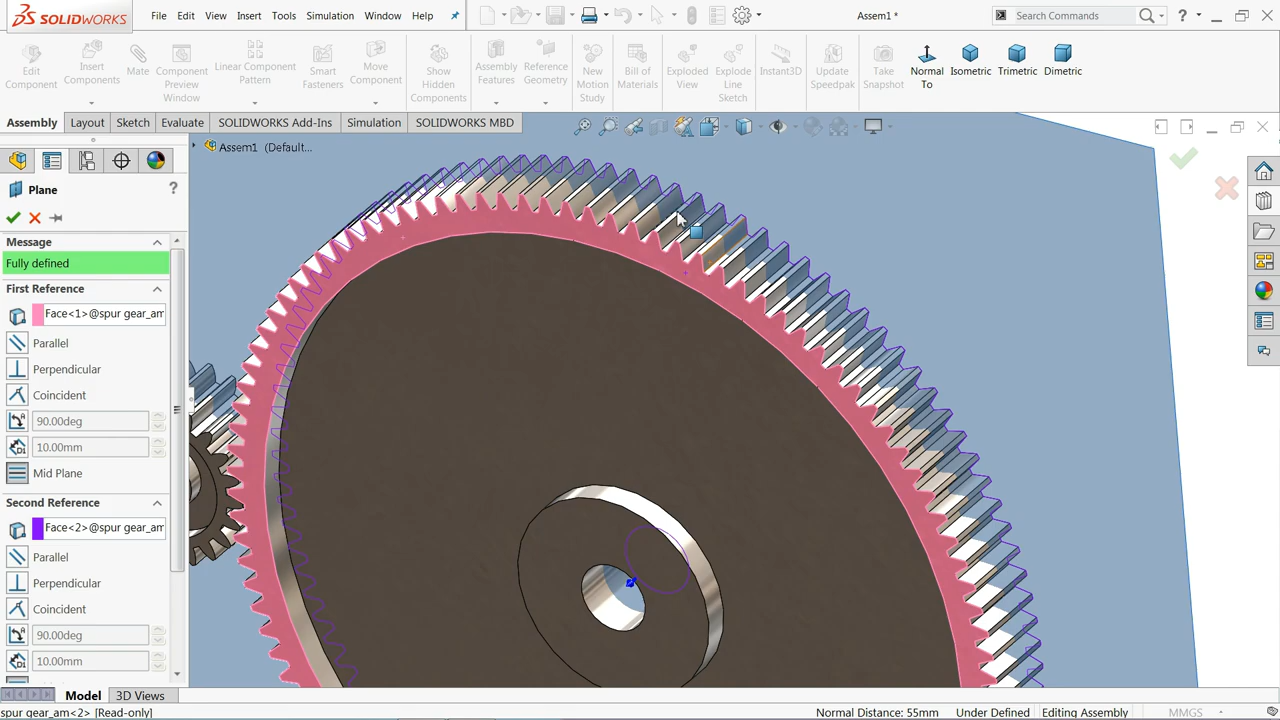 SOLIDWORKS
File Edit View Insert Tools Simulation Window Help
Assem1 *
Search Commands
Edit Component
Insert Components
Mate
Component Preview Window
Linear Component Pattern
Smart Fasteners
Move Component
Show Hidden Components
Assembly Features
Reference Geometry
New Motion Study
Bill of Materials
Exploded View
Explode Line Sketch
Instant3D
Update Speedpak
Take Snapshot
Normal To
Isometric
Trimetric
Dimetric
Assembly Layout Sketch Evaluate SOLIDWORKS Add-Ins Simulation SOLIDWORKS MBD
Assem1 (Default...
Plane
?
Message
Fully defined
First Reference
Face<1>@spur gear_am
Parallel
Perpendicular
Coincident
90.00deg
10.00mm
Mid Plane
Second Reference
Face<2>@spur gear_am
Parallel
Perpendicular
Coincident
90.00deg
10.00mm
Model 3D Views
spur gear_am<2> [Read-only]
Normal Distance: 55mm Under Defined Editing Assembly MMGS